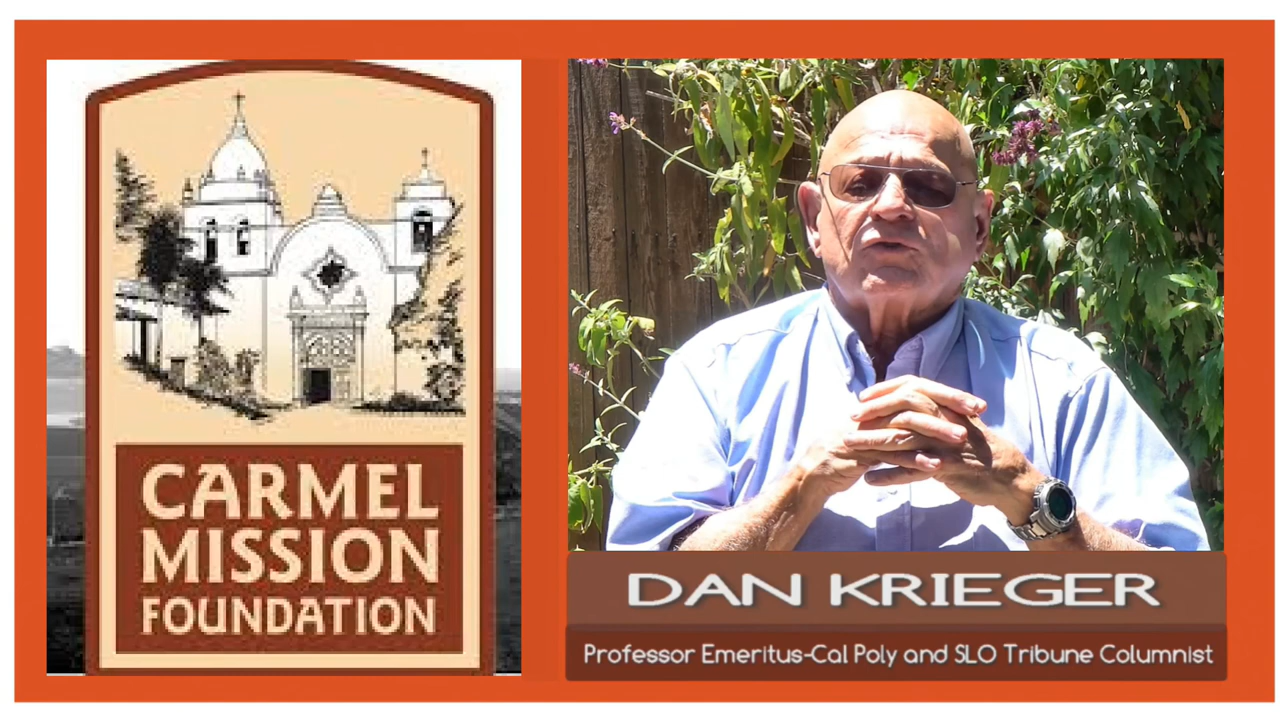 CARMEL
MISSION
FOUNDATION
DAN KRIEGER
Professor Emeritus-Cal Poly and SLO Tribune Columnist